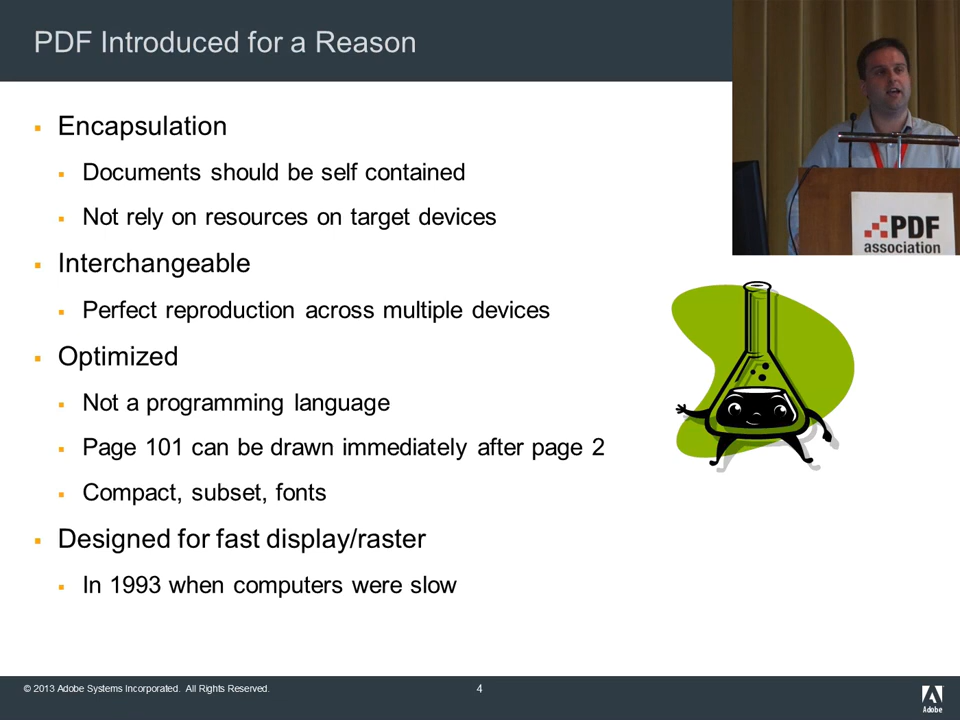 PDF Introduced for a Reason
Encapsulation
Documents should be self contained
Not rely on resources on target devices
Interchangeable
Perfect reproduction across multiple devices
Optimized
Not a programming language
Page 101 can be drawn immediately after page 2
Compact, subset, fonts
Designed for fast display/raster
In 1993 when computers were slow
PDF
association
© 2013 Adobe Systems Incorporated. All Rights Reserved.
4
Adobe